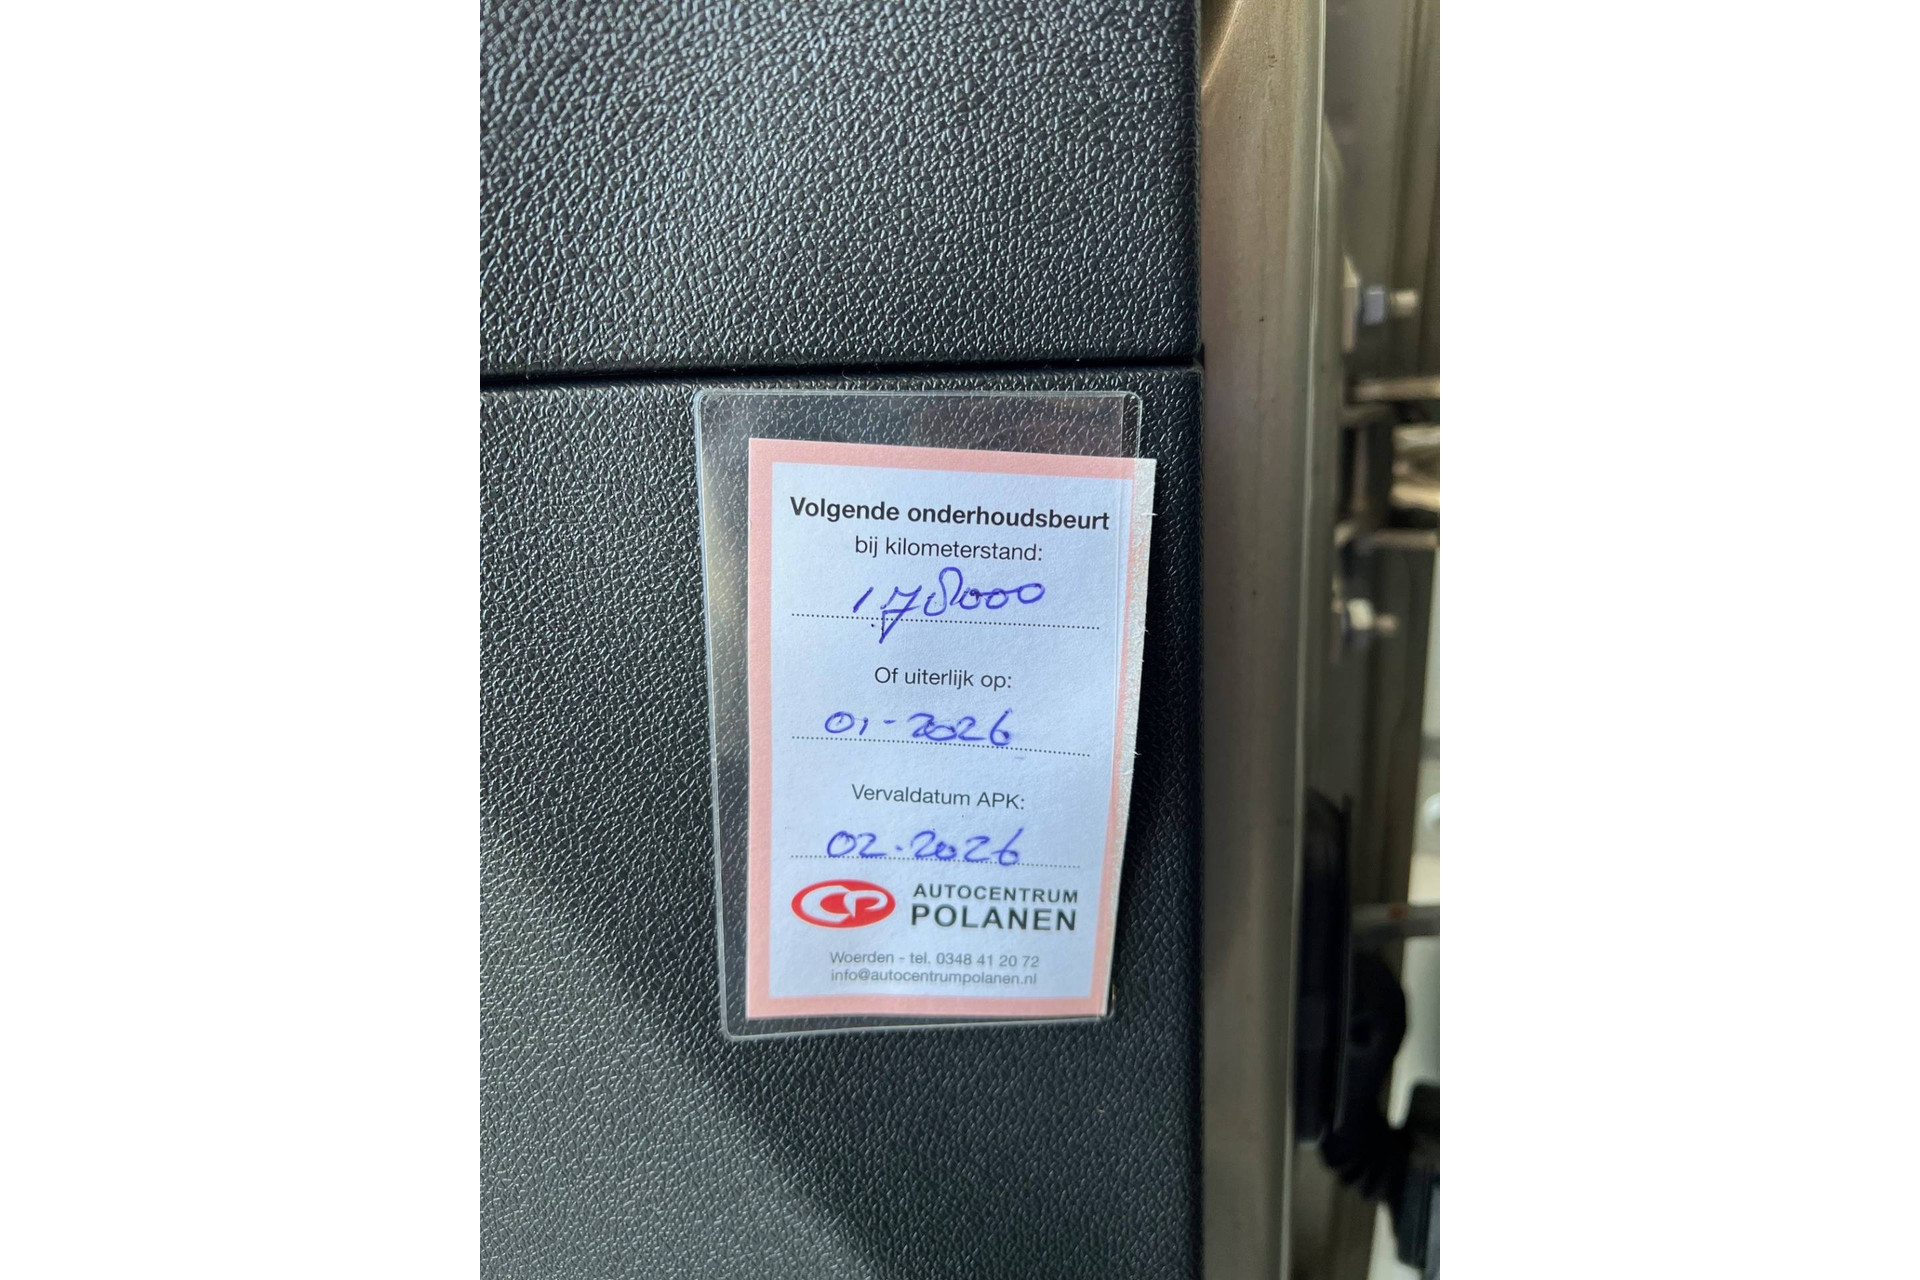 Volgende onderhoudsbeurt
bij kilometerstand:
178000
Of uiterlijk op:
01-2026
Vervaldatum APK:
02.2026
CP AUTOCENTRUM
POLANEN
Woerden - tel. 0348 41 20 72
info@autocentrumpolanen.nl